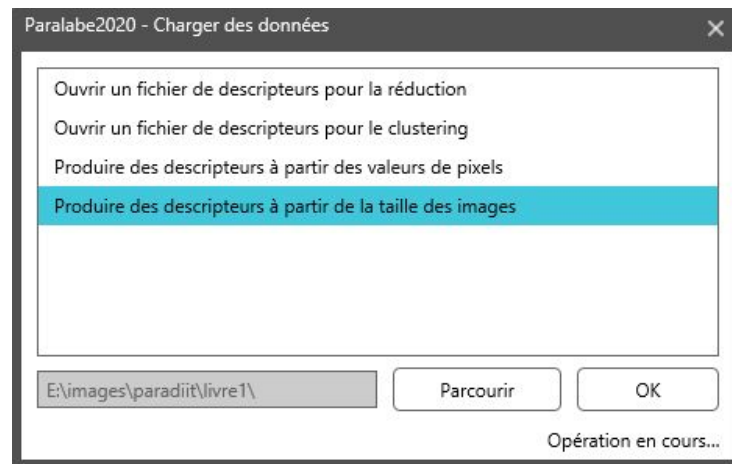 Paralabe2020 - Charger des données
Ouvrir un fichier de descripteurs pour la réduction
Ouvrir un fichier de descripteurs pour le clustering
Produire des descripteurs à partir des valeurs de pixels
Produire des descripteurs à partir de la taille des images
E:\images\paradiit\livre1\ Parcourir OK
Opération en cours...